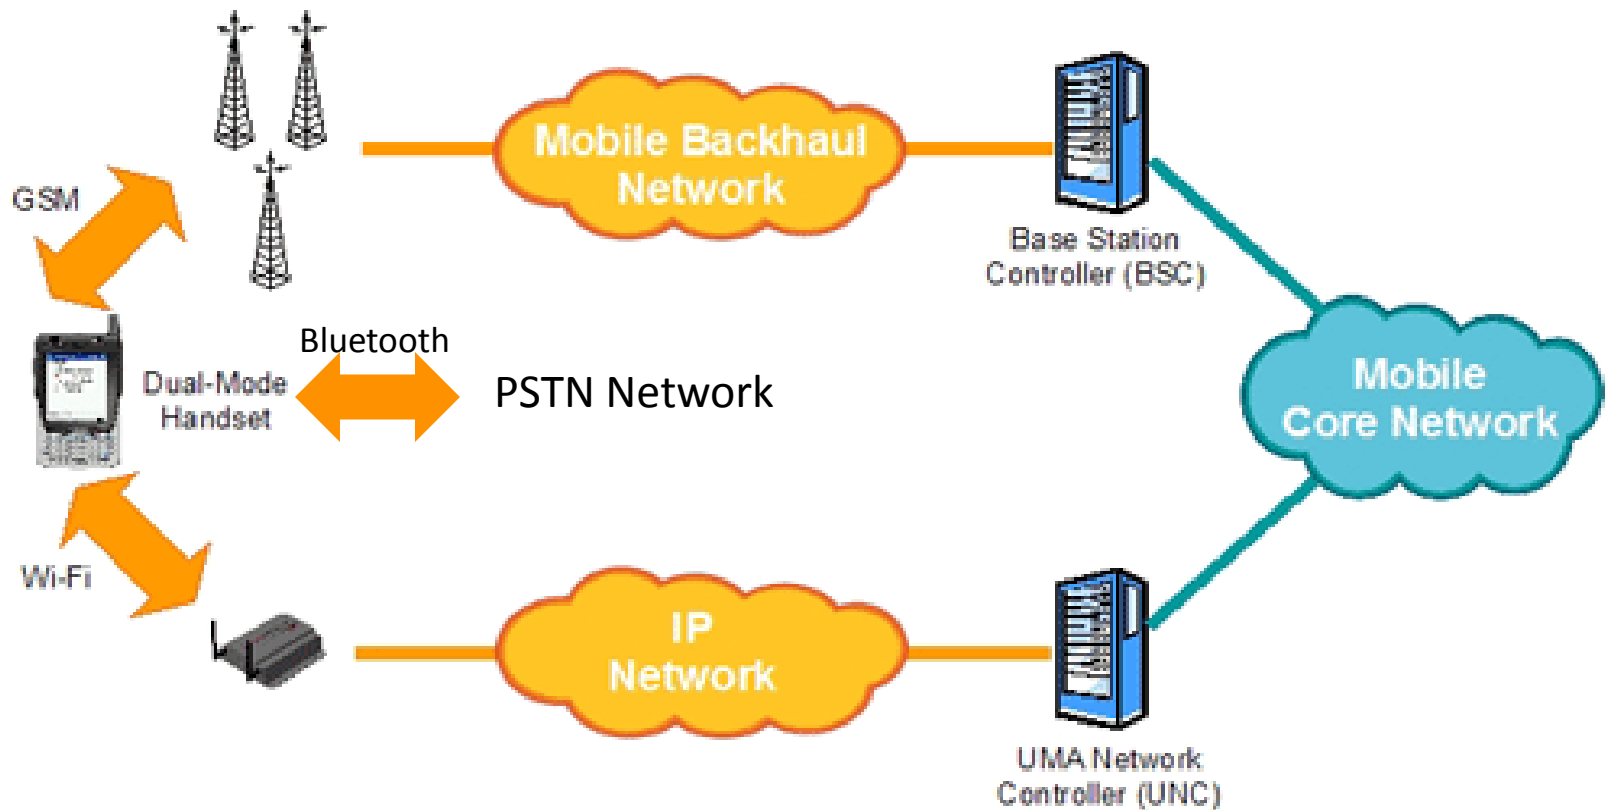 Mobile Backhaul
Network
GSM
Base Station
Controller (BSC)
Bluetooth
Dual-Mode
Handset
PSTN Network
Mobile
Core Network
Wi-Fi
IP
Network
UMA Network
Controller (UNC)